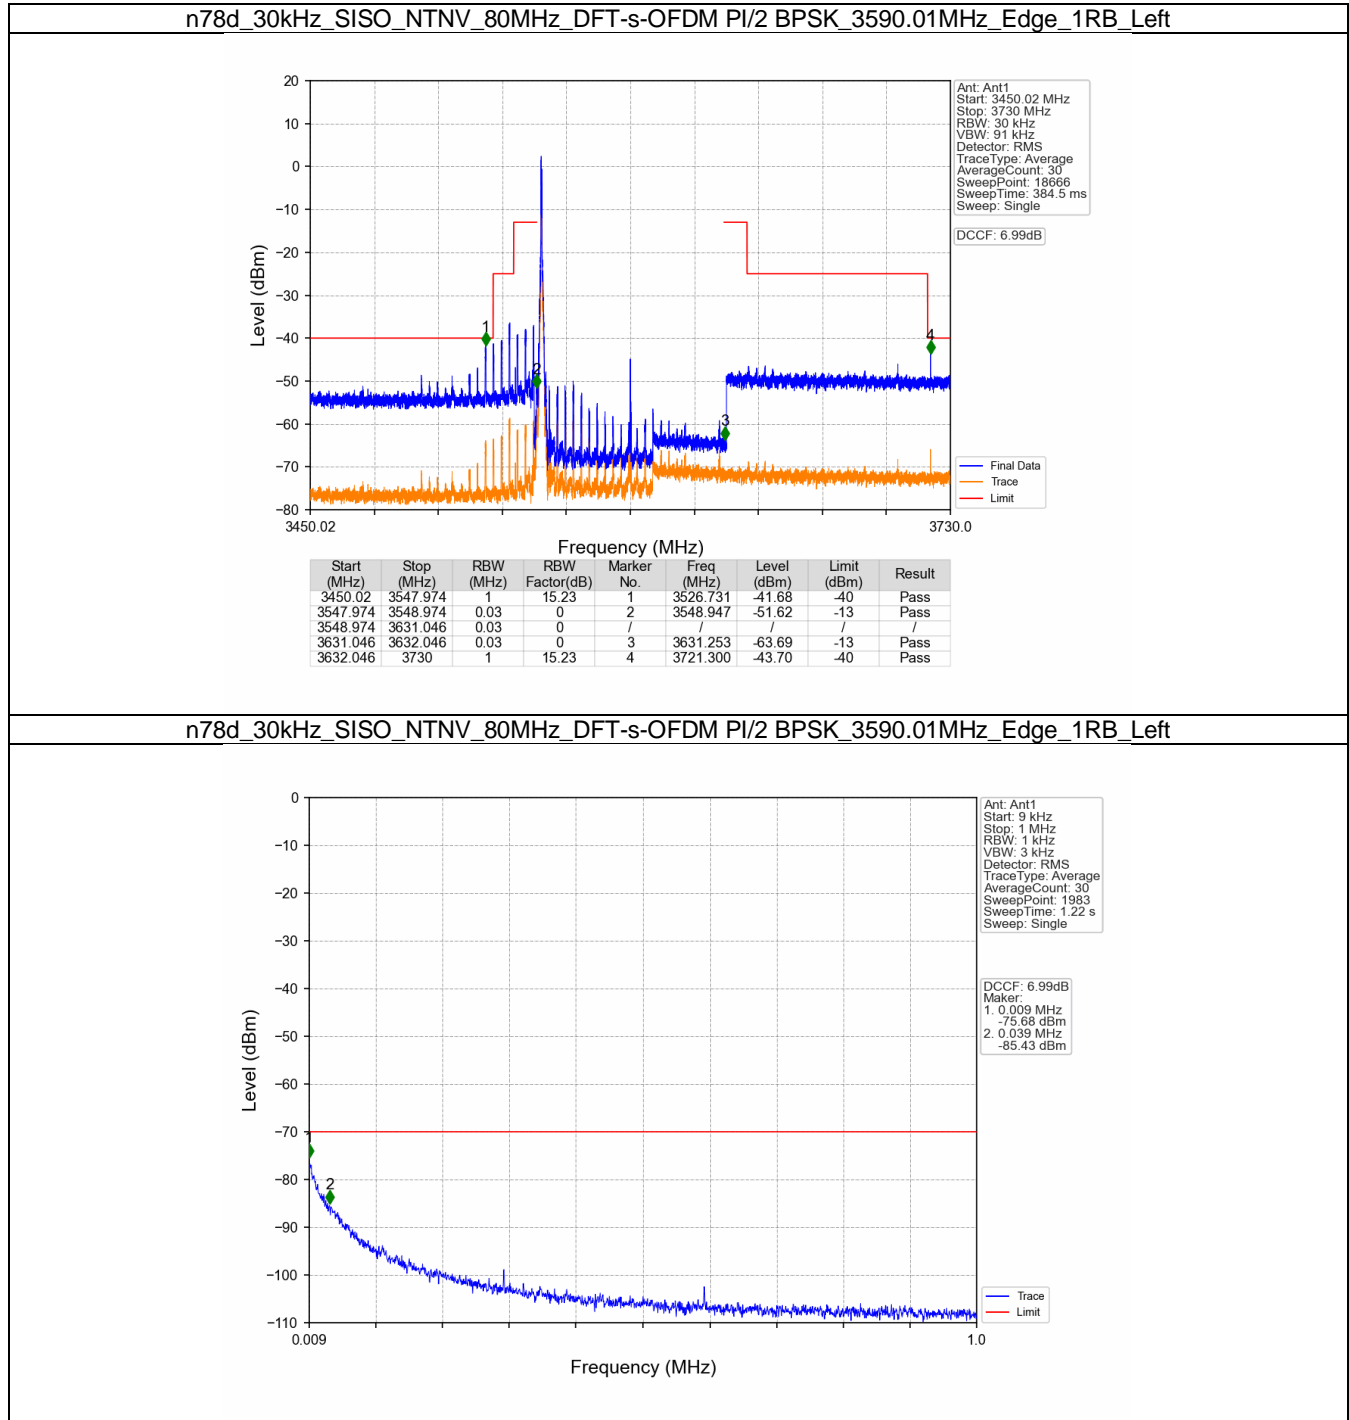 n78d_30kHz_SISO_NTNV_80MHz_DFT-s-OFDM PI/2 BPSK_3590.01MHz_Edge_1RB_Left
20
10
0
−10
−20
−30
−40
−50
−60
−70
−80
Level (dBm)
1
2
3
4
3450.02
3730.0
Frequency (MHz)
Ant: Ant1
Start: 3450.02 MHz
Stop: 3730 MHz
RBW: 30 kHz
VBW: 91 kHz
Detector: RMS
TraceType: Average
AverageCount: 30
SweepPoint: 18666
SweepTime: 384.5 ms
Sweep: Single
DCCF: 6.99dB
Final Data
Trace
Limit
Start (MHz) Stop (MHz) RBW (MHz) RBW Factor(dB) Marker No. Freq (MHz) Level (dBm) Limit (dBm) Result
3450.02 3547.974 1 15.23 1 3526.731 -41.68 -40 Pass
3547.974 3548.974 0.03 0 2 3548.947 -51.62 -13 Pass
3548.974 3631.046 0.03 0 / / / / /
3631.046 3632.046 0.03 0 3 3631.253 -63.69 -13 Pass
3632.046 3730 1 15.23 4 3721.300 -43.70 -40 Pass
n78d_30kHz_SISO_NTNV_80MHz_DFT-s-OFDM PI/2 BPSK_3590.01MHz_Edge_1RB_Left
0
−10
−20
−30
−40
−50
−60
−70
−80
−90
−100
−110
Level (dBm)
2
0.009
1.0
Frequency (MHz)
Ant: Ant1
Start: 9 kHz
Stop: 1 MHz
RBW: 1 kHz
VBW: 3 kHz
Detector: RMS
TraceType: Average
AverageCount: 30
SweepPoint: 1983
SweepTime: 1.22 s
Sweep: Single
DCCF: 6.99dB
Maker:
1. 0.009 MHz
-75.68 dBm
2. 0.039 MHz
-85.43 dBm
Trace
Limit